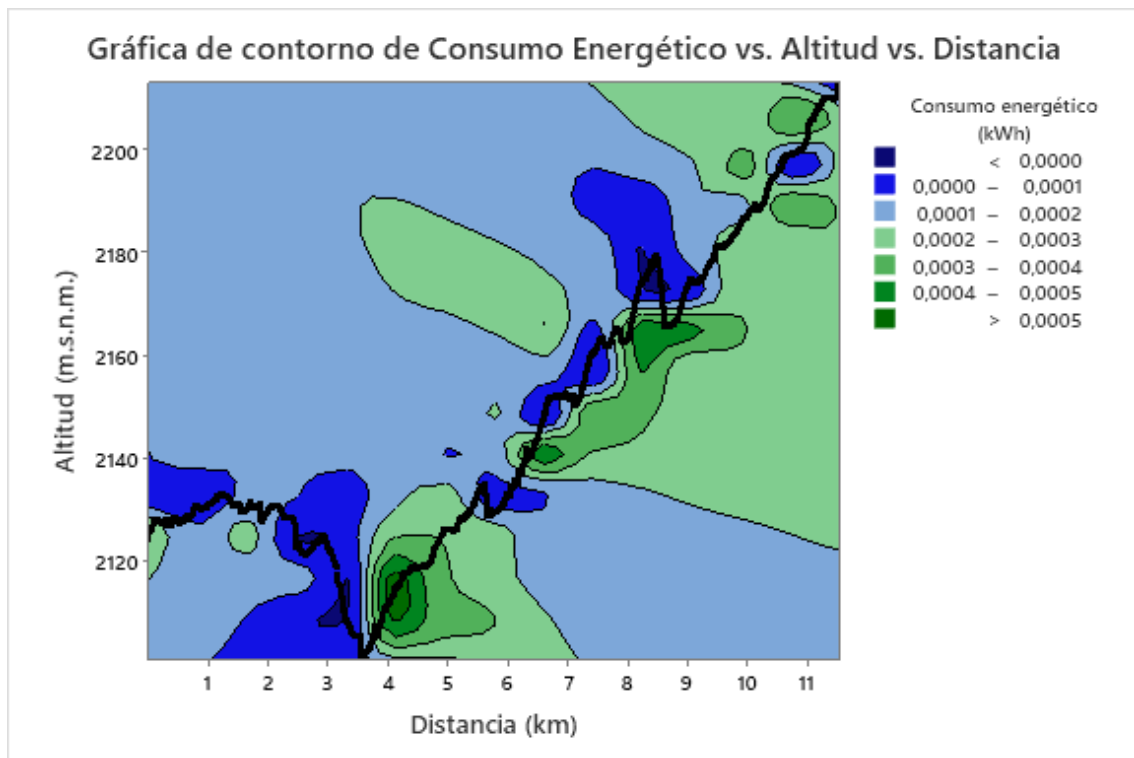 Gráfica de contorno de Consumo Energético vs. Altitud vs. Distancia
Consumo energético
(kWh)
< 0,0000
0,0000 – 0,0001
0,0001 – 0,0002
0,0002 – 0,0003
0,0003 – 0,0004
0,0004 – 0,0005
> 0,0005
Altitud (m.s.n.m.)
2200
2180
2160
2140
2120
1 2 3 4 5 6 7 8 9 10 11
Distancia (km)